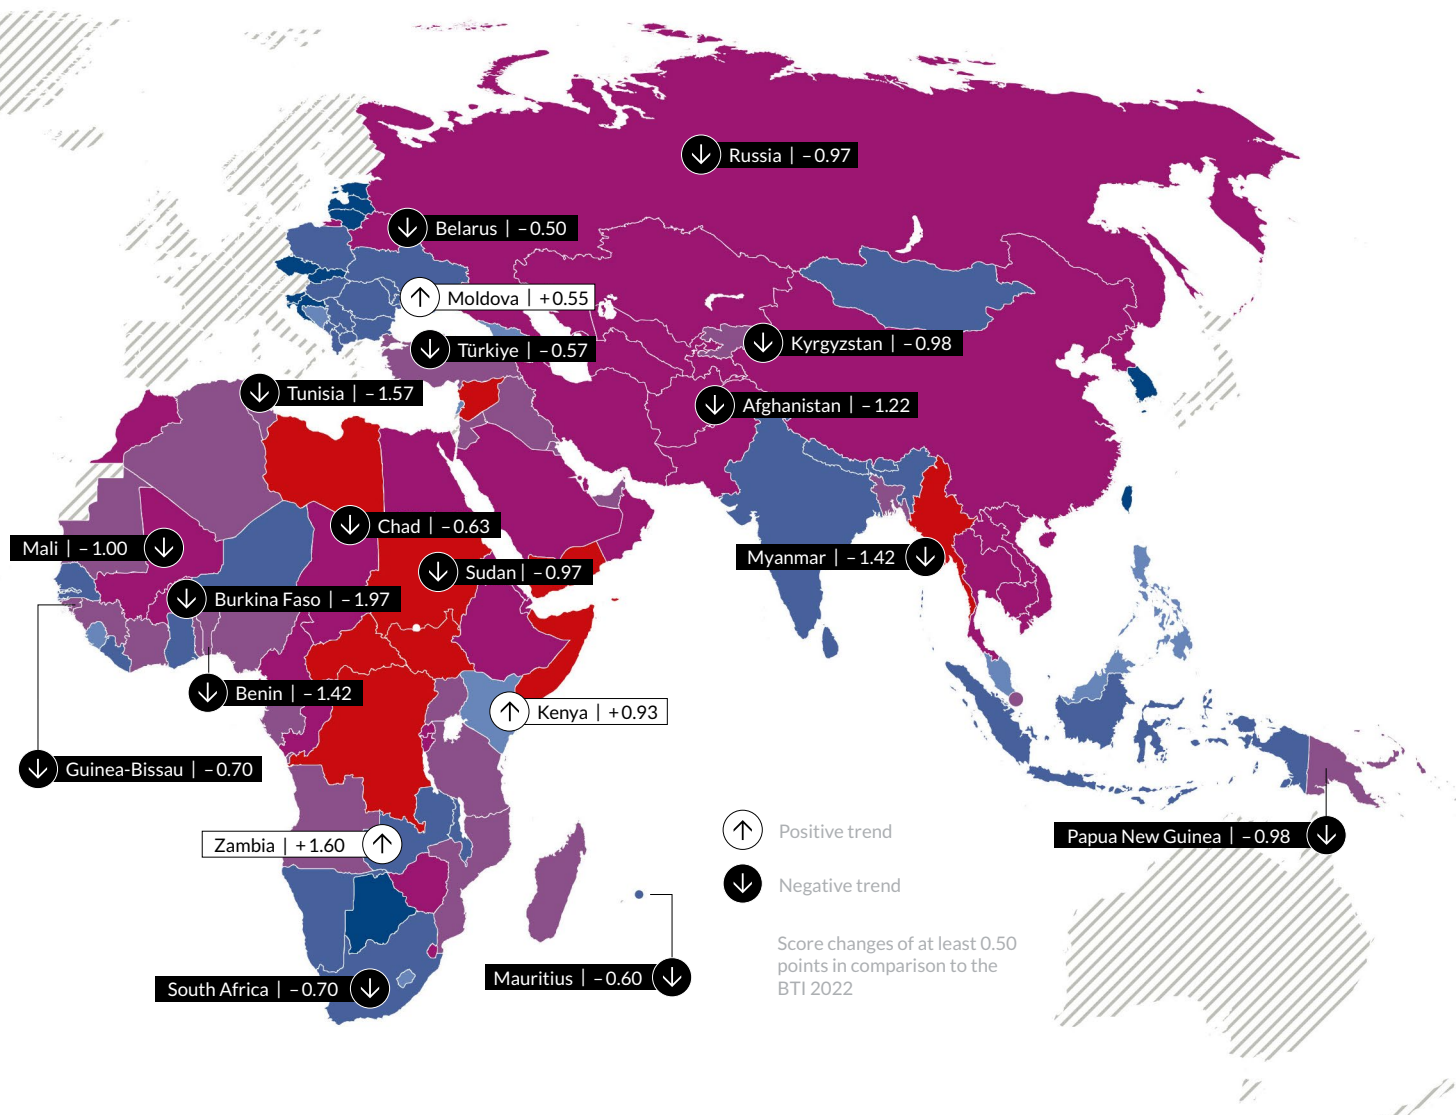 Russia | –0.97
Belarus | –0.50
Moldova | +0.55
Kyrgyzstan | –0.98
Türkiye | –0.57
Tunisia | –1.57
Afghanistan | –1.22
Chad | –0.63
Mali | –1.00
Myanmar | –1.42
Sudan | –0.97
Burkina Faso | –1.97
Benin | –1.42
Kenya | +0.93
Guinea-Bissau | –0.70
Positive trend
Papua New Guinea | –0.98
Zambia | +1.60
Negative trend
Score changes of at least 0.50
points in comparison to the
BTI 2022
Mauritius | –0.60
South Africa | –0.70